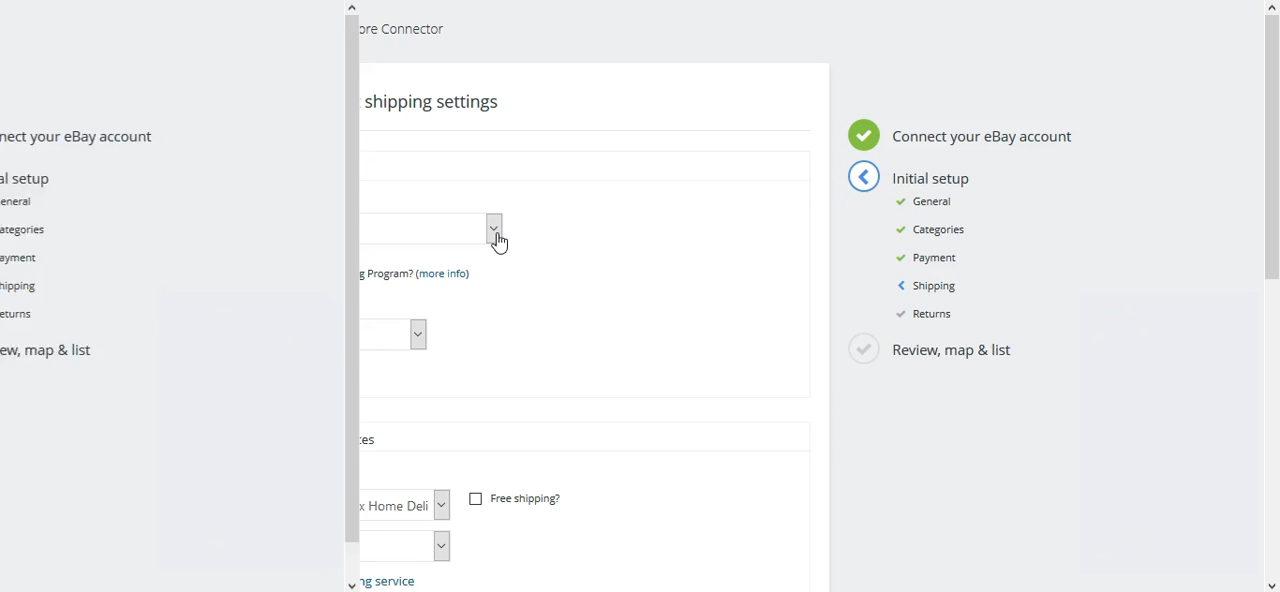 Connector
nect your eBay account
al setup
eneral
ategories
ayment
hipping
eturns
ew, map & list
shipping settings
g Program? (more info)
Home Deli
Free shipping?
ng service
Connect your eBay account
Initial setup
General
Categories
Payment
Shipping
Returns
Review, map & list